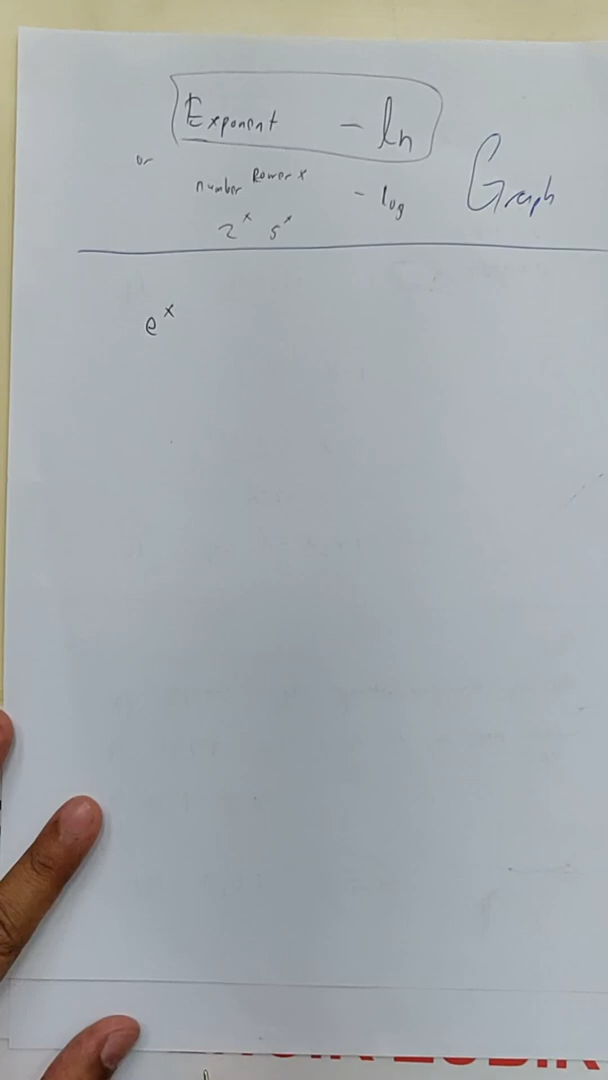 Exponent - ln
or number Power x - log
2^x 5^x
Graph
e^x